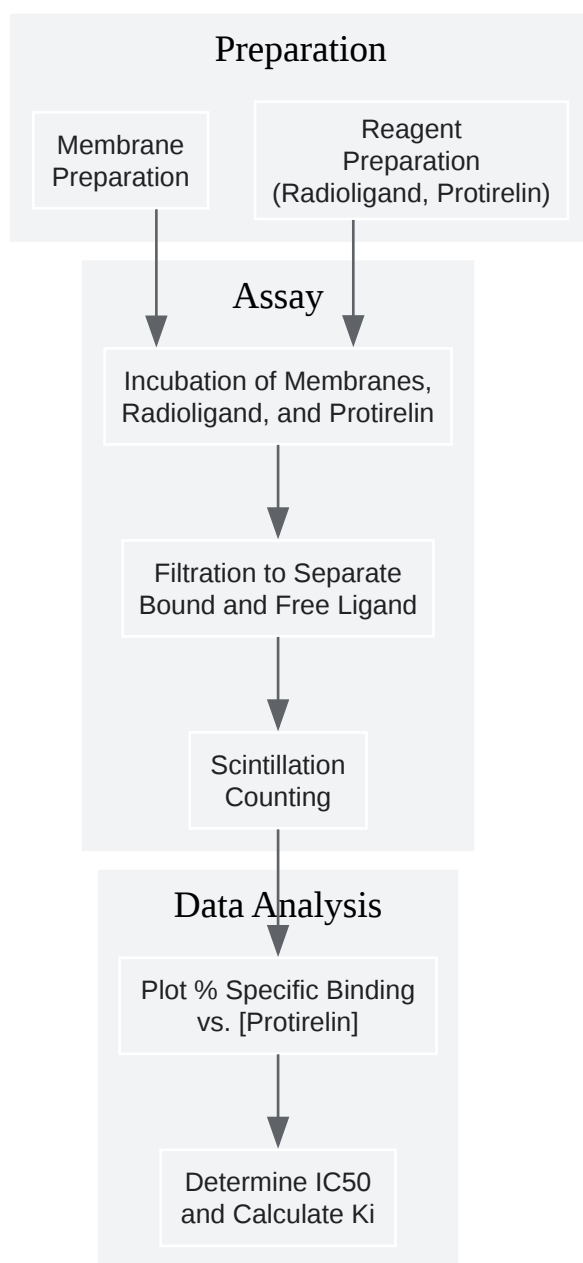 Preparation
Membrane
Preparation
Reagent
Preparation
(Radioligand, Protirelin)
Assay
Incubation of Membranes,
Radioligand, and Protirelin
Filtration to Separate
Bound and Free Ligand
Scintillation
Counting
Data Analysis
Plot % Specific Binding
vs. [Protirelin]
Determine IC50
and Calculate Ki